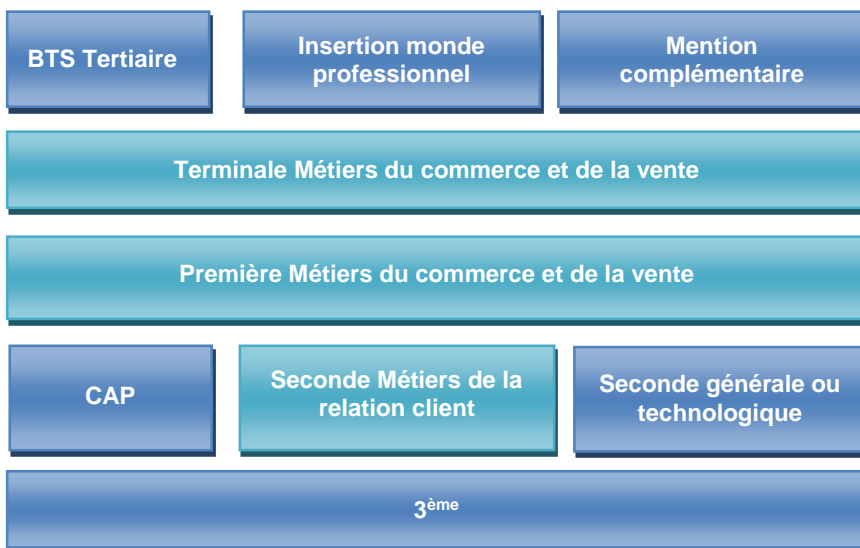 BTS Tertiaire
Insertion monde
professionnel
Mention
complémentaire
Terminale Métiers du commerce et de la vente
Première Métiers du commerce et de la vente
CAP
Seconde Métiers de la
relation client
Seconde générale ou
technologique
3ème